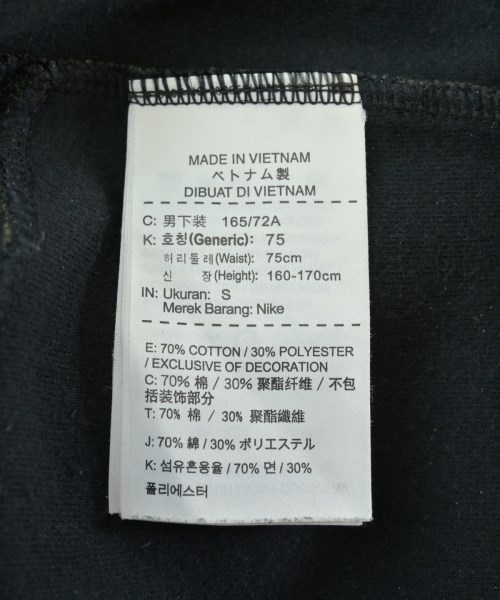 MADE IN VIETNAM
ベトナム製
DIBUAT DI VIETNAM
C: 男下装 165/72A
K: 호칭(Generic): 75
허리둘레(Waist): 75cm
신 장(Height): 160-170cm
IN: Ukuran: S
Merek Barang: Nike
E: 70% COTTON / 30% POLYESTER
/ EXCLUSIVE OF DECORATION
C: 70% 棉 / 30% 聚酯纤维 / 不包
括装饰部分
T: 70% 棉 / 30% 聚酯纖維
J: 70% 綿 / 30% ポリエステル
K: 섬유혼용율 / 70% 면 / 30%
폴리에스터